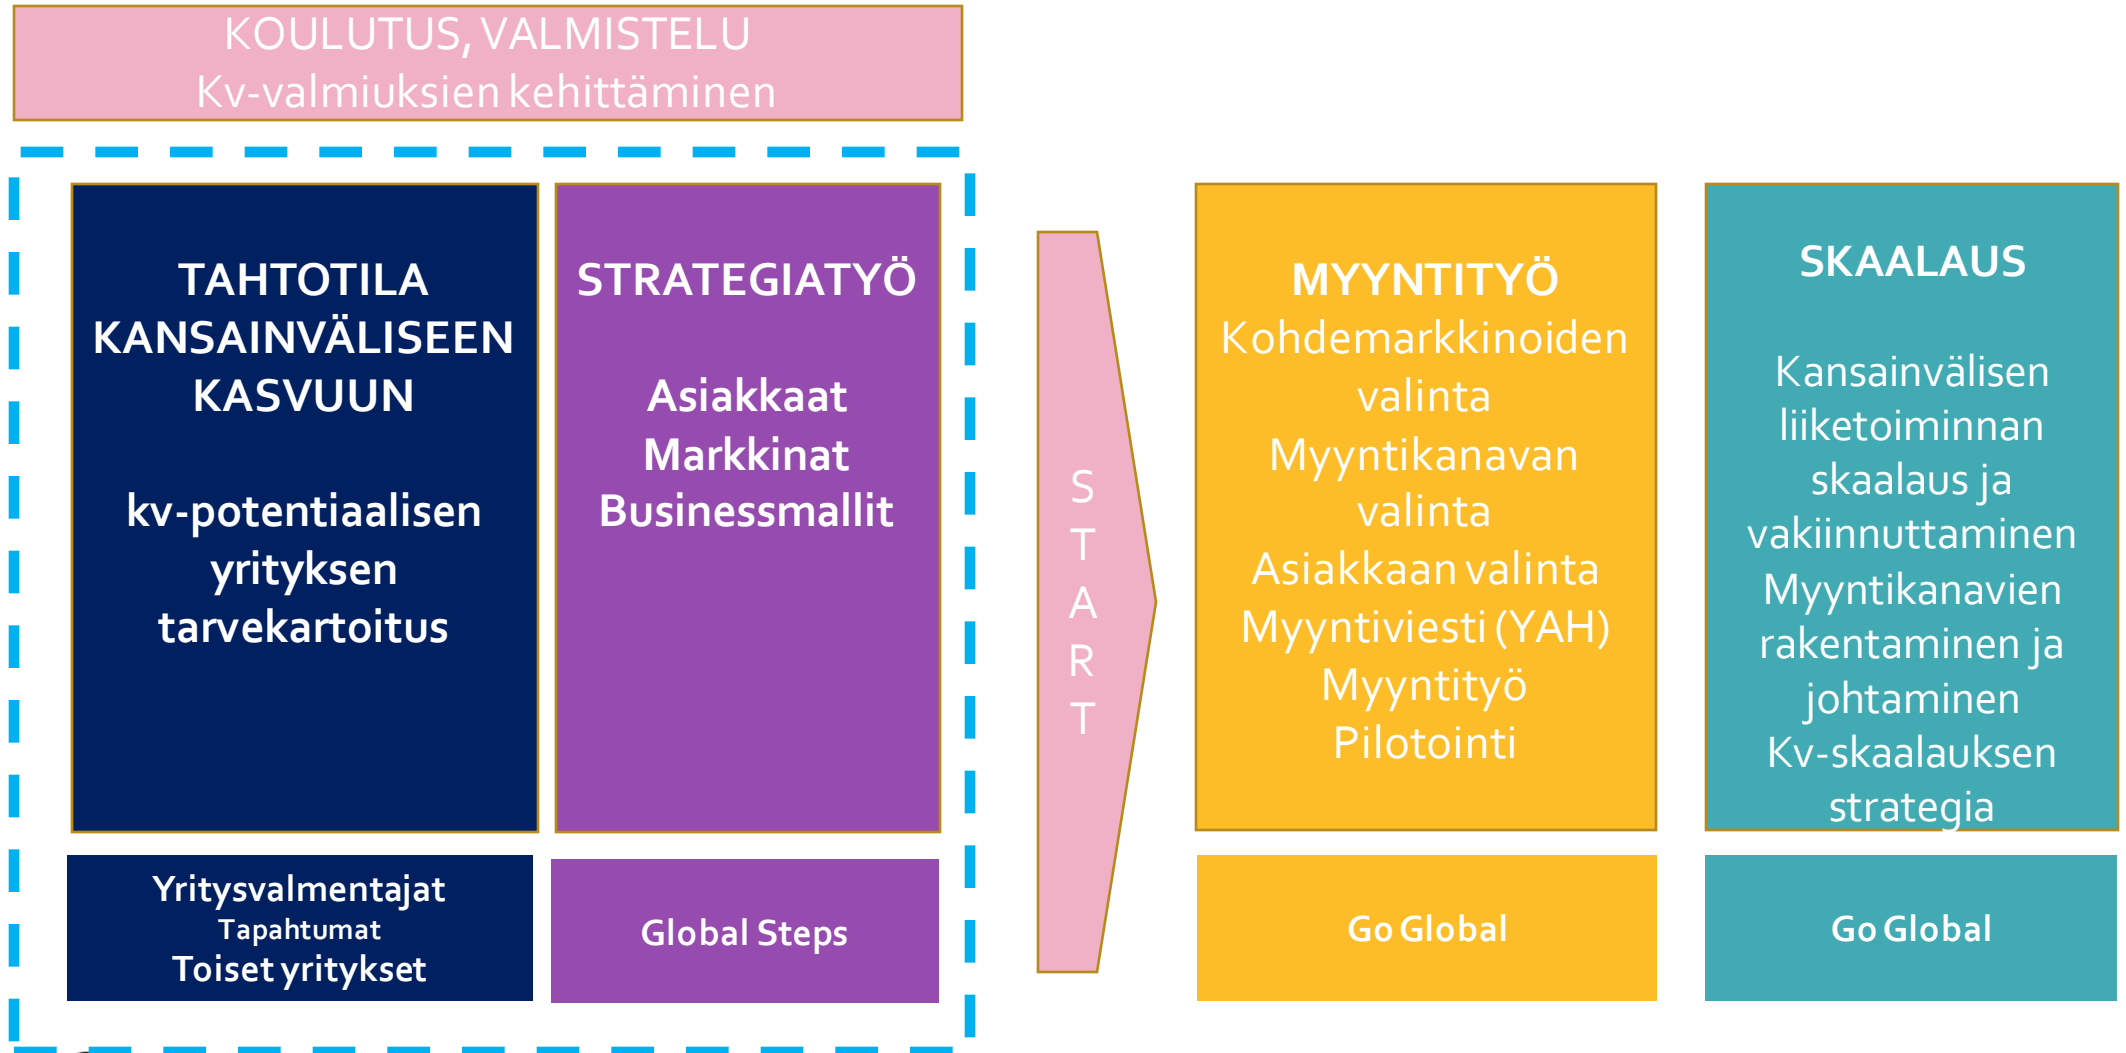 KOULUTUS, VALMISTELU
Kv-valmiuksien kehittäminen
TAHTOTILA
KANSAINVÄLISEEN
KASVUUN
kv-potentiaalisen
yrityksen
tarvekartoitus
Yritysvalmentajat
Tapahtumat
Toiset yritykset
STRATEGIATYÖ
Asiakkaat
Markkinat
Businessmallit
Global Steps
S
T
A
R
T
MYYNTITYÖ
Kohdemarkkinoiden
valinta
Myyntikanavan
valinta
Asiakkaan valinta
Myyntiviesti (YAH)
Myyntityö
Pilotointi
Go Global
SKAALAUS
Kansainvälisen
liiketoiminnan
skaalaus ja
vakiinnuttaminen
Myyntikanavien
rakentaminen ja
johtaminen
Kv-skaalauksen
strategia
Go Global